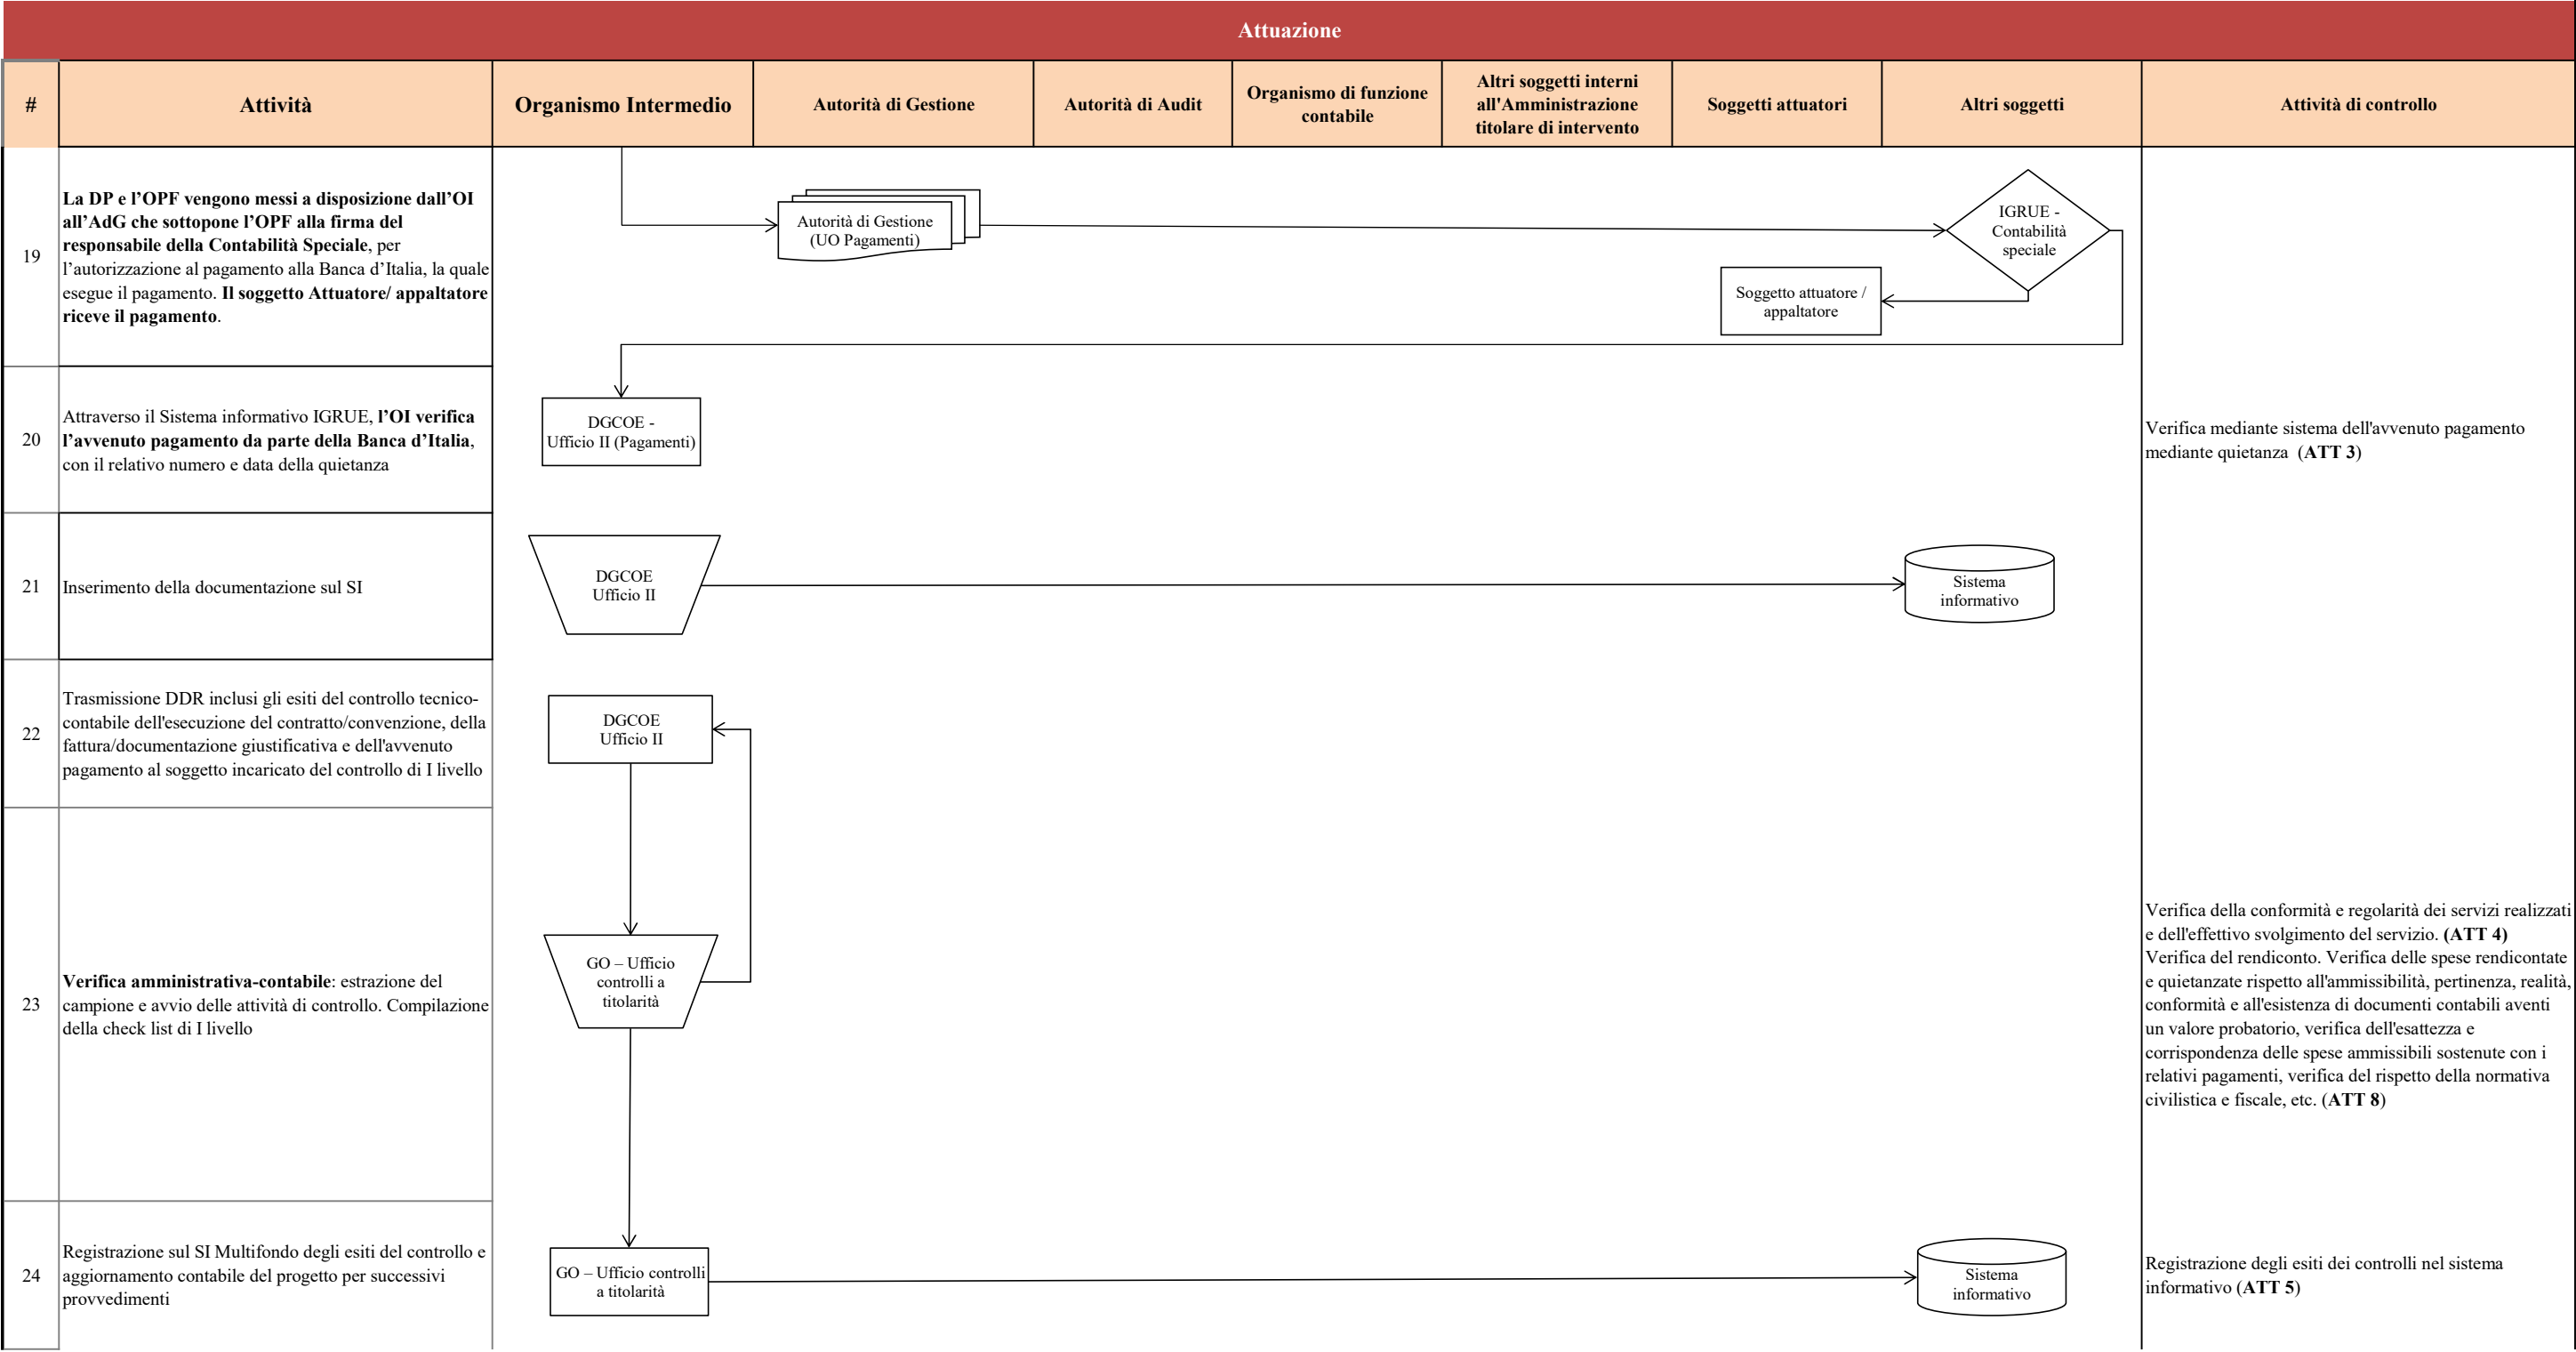 Attuazione
#
Attività
Organismo Intermedio
Autorità di Gestione
Autorità di Audit
Organismo di funzione
contabile
Altri soggetti interni
all'Amministrazione
titolare di intervento
Soggetti attuatori
Altri soggetti
Attività di controllo
19
La DP e l’OPF vengono messi a disposizione dall’OI
all’AdG che sottopone l’OPF alla firma del
responsabile della Contabilità Speciale, per
l’autorizzazione al pagamento alla Banca d’Italia, la quale
esegue il pagamento. Il soggetto Attuatore/ appaltatore
riceve il pagamento.
Autorità di Gestione
(UO Pagamenti)
IGRUE -
Contabilità
speciale
Soggetto attuatore /
appaltatore
20
Attraverso il Sistema informativo IGRUE, l’OI verifica
l’avvenuto pagamento da parte della Banca d’Italia,
con il relativo numero e data della quietanza
DGCOE -
Ufficio II (Pagamenti)
Verifica mediante sistema dell'avvenuto pagamento
mediante quietanza (ATT 3)
21
Inserimento della documentazione sul SI
DGCOE
Ufficio II
Sistema
informativo
22
Trasmissione DDR inclusi gli esiti del controllo tecnico-
contabile dell'esecuzione del contratto/convenzione, della
fattura/documentazione giustificativa e dell'avvenuto
pagamento al soggetto incaricato del controllo di I livello
DGCOE
Ufficio II
23
Verifica amministrativa-contabile: estrazione del
campione e avvio delle attività di controllo. Compilazione
della check list di I livello
GO – Ufficio
controlli a
titolarità
Verifica della conformità e regolarità dei servizi realizzati
e dell'effettivo svolgimento del servizio. (ATT 4)
Verifica del rendiconto. Verifica delle spese rendicontate
e quietanzate rispetto all'ammissibilità, pertinenza, realità,
conformità e all'esistenza di documenti contabili aventi
un valore probatorio, verifica dell'esattezza e
corrispondenza delle spese ammissibili sostenute con i
relativi pagamenti, verifica del rispetto della normativa
civilistica e fiscale, etc. (ATT 8)
24
Registrazione sul SI Multifondo degli esiti del controllo e
aggiornamento contabile del progetto per successivi
provvedimenti
GO – Ufficio controlli
a titolarità
Sistema
informativo
Registrazione degli esiti dei controlli nel sistema
informativo (ATT 5)